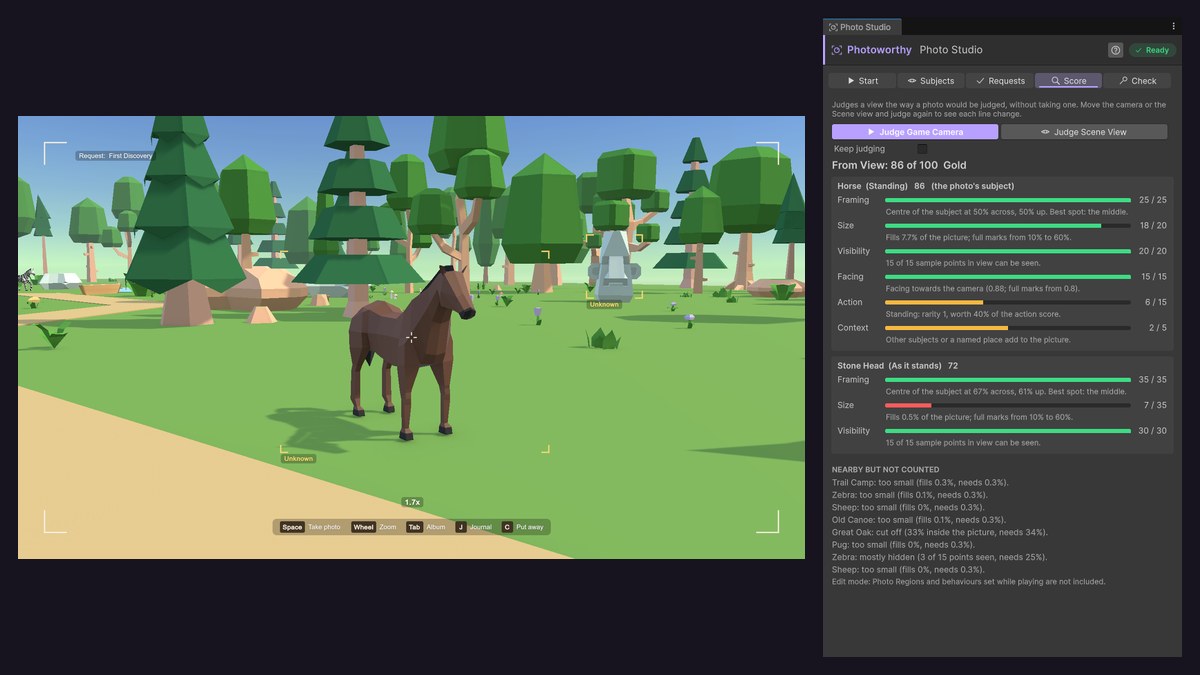 Request: First Discovery
Unknown
Unknown
1.7x
Space Take photo Wheel Zoom Tab Album J Journal C Put away
Photo Studio
Photoworthy Photo Studio
Ready
Start Subjects Requests Score Check
Judges a view the way a photo would be judged, without taking one. Move the camera or the
Scene view and judge again to see each line change.
Judge Game Camera Judge Scene View
Keep judging
From View: 86 of 100 Gold
Horse (Standing) 86 (the photo's subject)
Framing 25 / 25
Centre of the subject at 50% across, 50% up. Best spot: the middle.
Size 18 / 20
Fills 7.7% of the picture; full marks from 10% to 60%.
Visibility 20 / 20
15 of 15 sample points in view can be seen.
Facing 15 / 15
Facing towards the camera (0.88; full marks from 0.8).
Action 6 / 15
Standing: rarity 1, worth 40% of the action score.
Context 2 / 5
Other subjects or a named place add to the picture.
Stone Head (As it stands) 72
Framing 35 / 35
Centre of the subject at 67% across, 61% up. Best spot: the middle.
Size 7 / 35
Fills 0.5% of the picture; full marks from 10% to 60%.
Visibility 30 / 30
15 of 15 sample points in view can be seen.
NEARBY BUT NOT COUNTED
Trail Camp: too small (fills 0.3%, needs 0.3%).
Zebra: too small (fills 0.1%, needs 0.3%).
Sheep: too small (fills 0%, needs 0.3%).
Old Canoe: too small (fills 0.1%, needs 0.3%).
Great Oak: cut off (33% inside the picture, needs 34%).
Pug: too small (fills 0%, needs 0.3%).
Zebra: mostly hidden (3 of 15 points seen, needs 25%).
Sheep: too small (fills 0%, needs 0.3%).
Edit mode: Photo Regions and behaviours set while playing are not included.